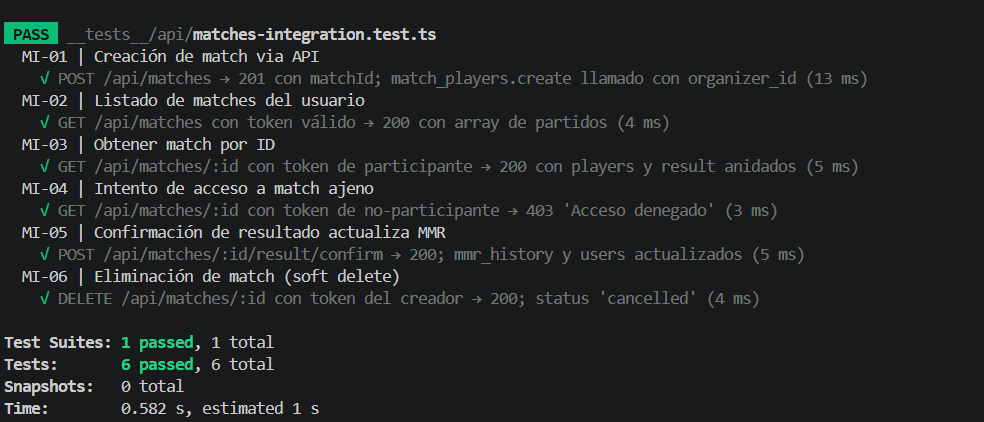 PASS __tests__/api/matches-integration.test.ts
MI-01 | Creación de match via API
√ POST /api/matches → 201 con matchId; match_players.create llamado con organizer_id (13 ms)
MI-02 | Listado de matches del usuario
√ GET /api/matches con token válido → 200 con array de partidos (4 ms)
MI-03 | Obtener match por ID
√ GET /api/matches/:id con token de participante → 200 con players y result anidados (5 ms)
MI-04 | Intento de acceso a match ajeno
√ GET /api/matches/:id con token de no-participante → 403 'Acceso denegado' (3 ms)
MI-05 | Confirmación de resultado actualiza MMR
√ POST /api/matches/:id/result/confirm → 200; mmr_history y users actualizados (5 ms)
MI-06 | Eliminación de match (soft delete)
√ DELETE /api/matches/:id con token del creador → 200; status 'cancelled' (4 ms)
Test Suites: 1 passed, 1 total
Tests: 6 passed, 6 total
Snapshots: 0 total
Time: 0.582 s, estimated 1 s